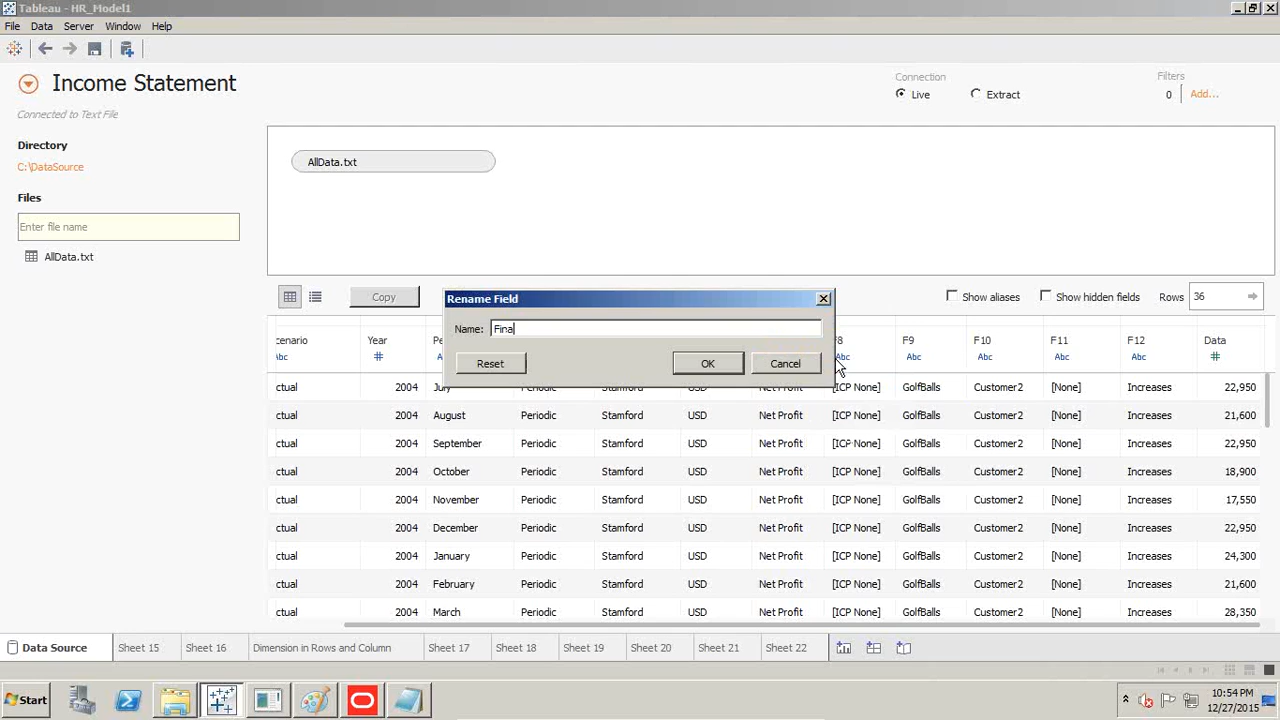 Tableau - HR_Model1
File Data Server Window Help
Income Statement
Connected to Text File
Connection
Live Extract
Filters
0 Add...
Directory
C:\DataSource
Files
Enter file name
AllData.txt
AllData.txt
Copy
Show aliases Show hidden fields Rows 36
Rename Field
Name: Fina
Reset OK Cancel
cenario Year Pe F8 F9 F10 F11 F12 Data
Abc # A Abc Abc Abc Abc Abc #
ctual 2004 July Periodic Stamford USD Net Profit [ICP None] GolfBalls Customer2 [None] Increases 22,950
ctual 2004 August Periodic Stamford USD Net Profit [ICP None] GolfBalls Customer2 [None] Increases 21,600
ctual 2004 September Periodic Stamford USD Net Profit [ICP None] GolfBalls Customer2 [None] Increases 22,950
ctual 2004 October Periodic Stamford USD Net Profit [ICP None] GolfBalls Customer2 [None] Increases 18,900
ctual 2004 November Periodic Stamford USD Net Profit [ICP None] GolfBalls Customer2 [None] Increases 17,550
ctual 2004 December Periodic Stamford USD Net Profit [ICP None] GolfBalls Customer2 [None] Increases 22,950
ctual 2004 January Periodic Stamford USD Net Profit [ICP None] GolfBalls Customer2 [None] Increases 24,300
ctual 2004 February Periodic Stamford USD Net Profit [ICP None] GolfBalls Customer2 [None] Increases 21,600
ctual 2004 March Periodic Stamford USD Net Profit [ICP None] GolfBalls Customer2 [None] Increases 28,350
Data Source Sheet 15 Sheet 16 Dimension in Rows and Column Sheet 17 Sheet 18 Sheet 19 Sheet 20 Sheet 21 Sheet 22
Start
10:54 PM
12/27/2015